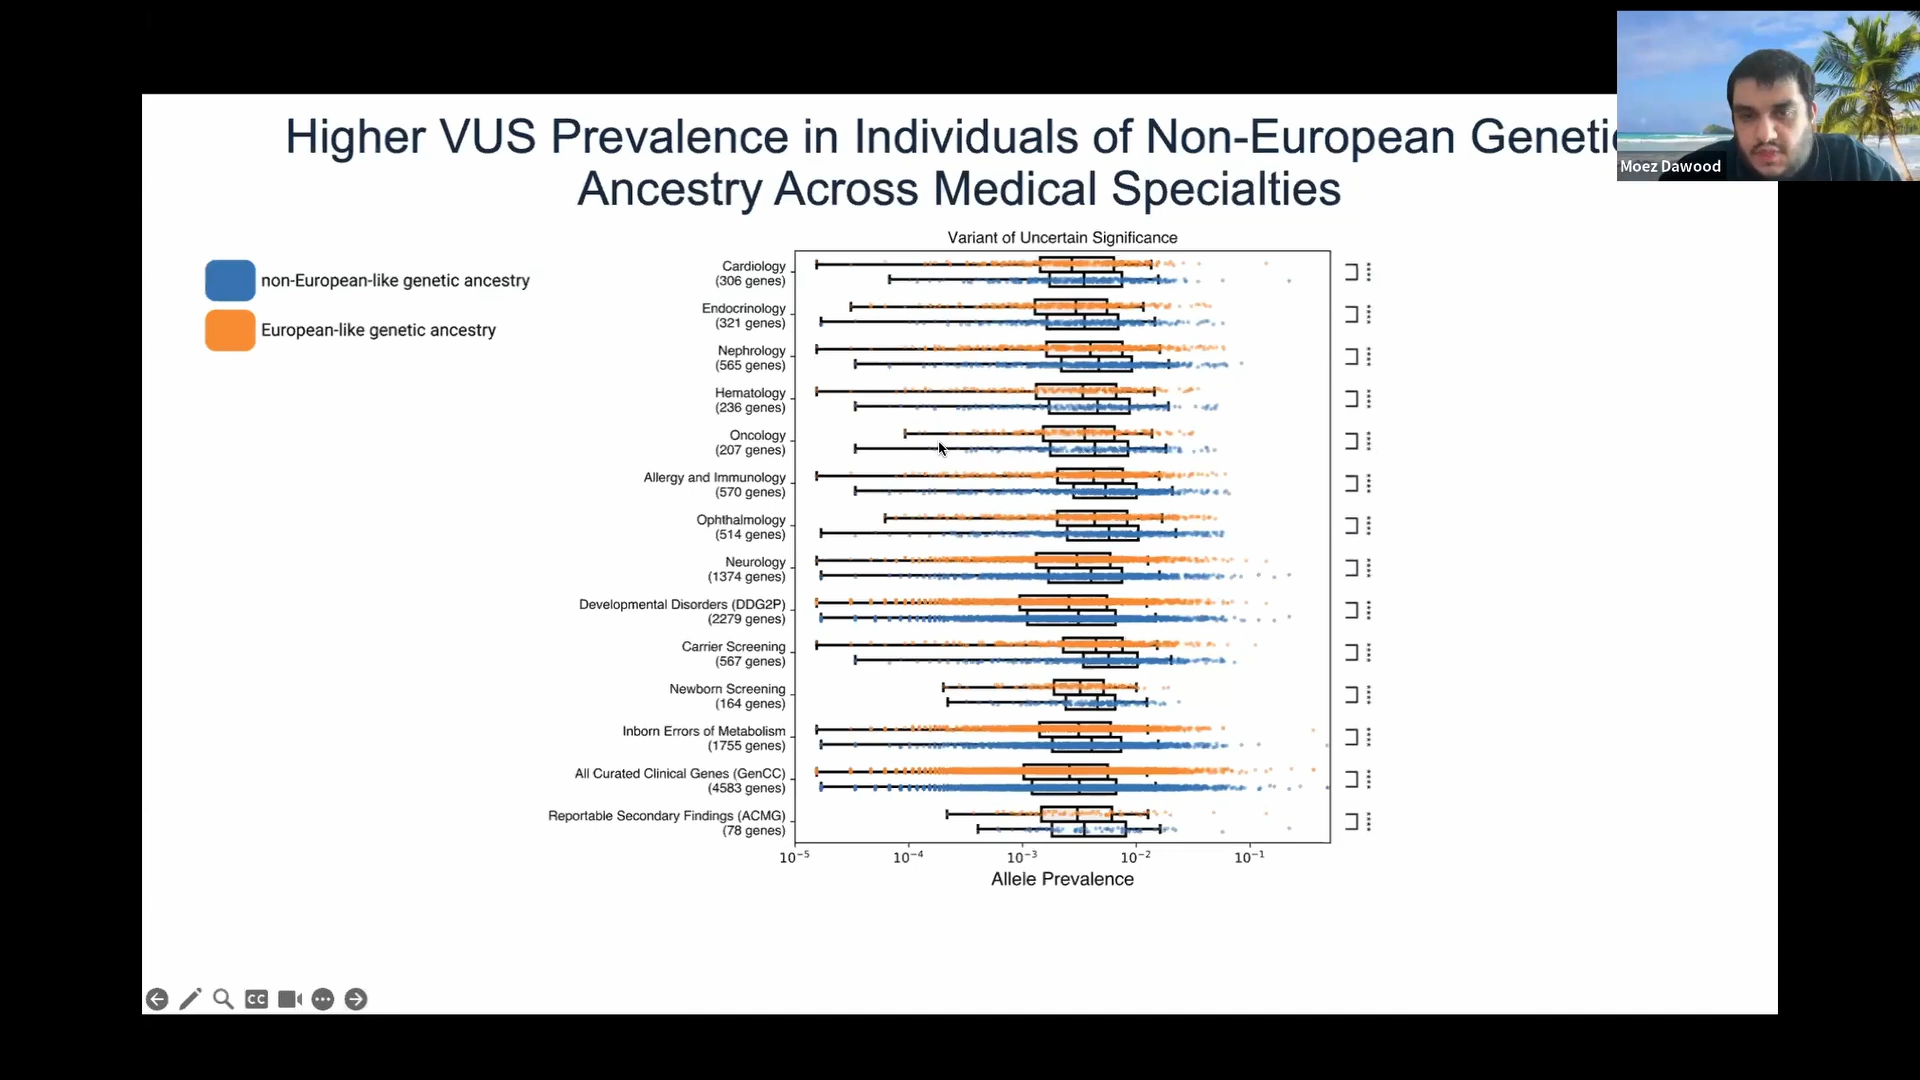 Higher VUS Prevalence in Individuals of Non-European Geneti
Ancestry Across Medical Specialties
Moez Dawood
non-European-like genetic ancestry
European-like genetic ancestry
Variant of Uncertain Significance
Cardiology
(306 genes)
Endocrinology
(321 genes)
Nephrology
(565 genes)
Hematology
(236 genes)
Oncology
(207 genes)
Allergy and Immunology
(570 genes)
Ophthalmology
(514 genes)
Neurology
(1374 genes)
Developmental Disorders (DDG2P)
(2279 genes)
Carrier Screening
(567 genes)
Newborn Screening
(164 genes)
Inborn Errors of Metabolism
(1755 genes)
All Curated Clinical Genes (GenCC)
(4583 genes)
Reportable Secondary Findings (ACMG)
(78 genes)
10⁻⁵ 10⁻⁴ 10⁻³ 10⁻² 10⁻¹
Allele Prevalence
CC